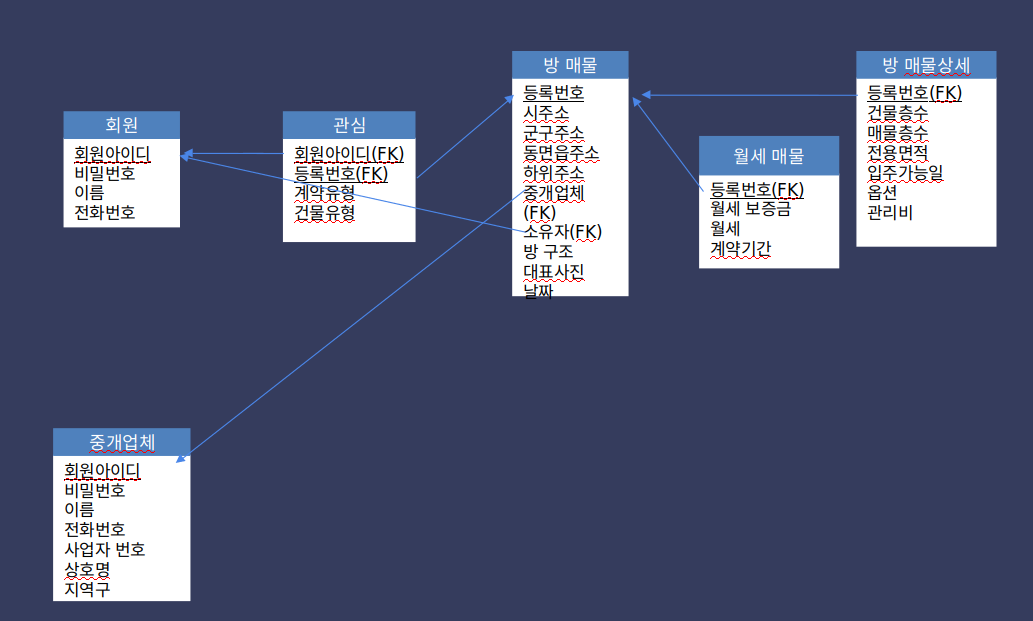 회원
회원아이디
비밀번호
이름
전화번호
관심
회원아이디(FK)
등록번호(FK)
계약유형
건물유형
방 매물
등록번호
시주소
군구주소
동면읍주소
하위주소
중개업체
(FK)
소유자(FK)
방 구조
대표사진
날짜
월세 매물
등록번호(FK)
월세 보증금
월세
계약기간
방 매물상세
등록번호(FK)
건물층수
매물층수
전용면적
입주가능일
옵션
관리비
중개업체
회원아이디
비밀번호
이름
전화번호
사업자 번호
상호명
지역구